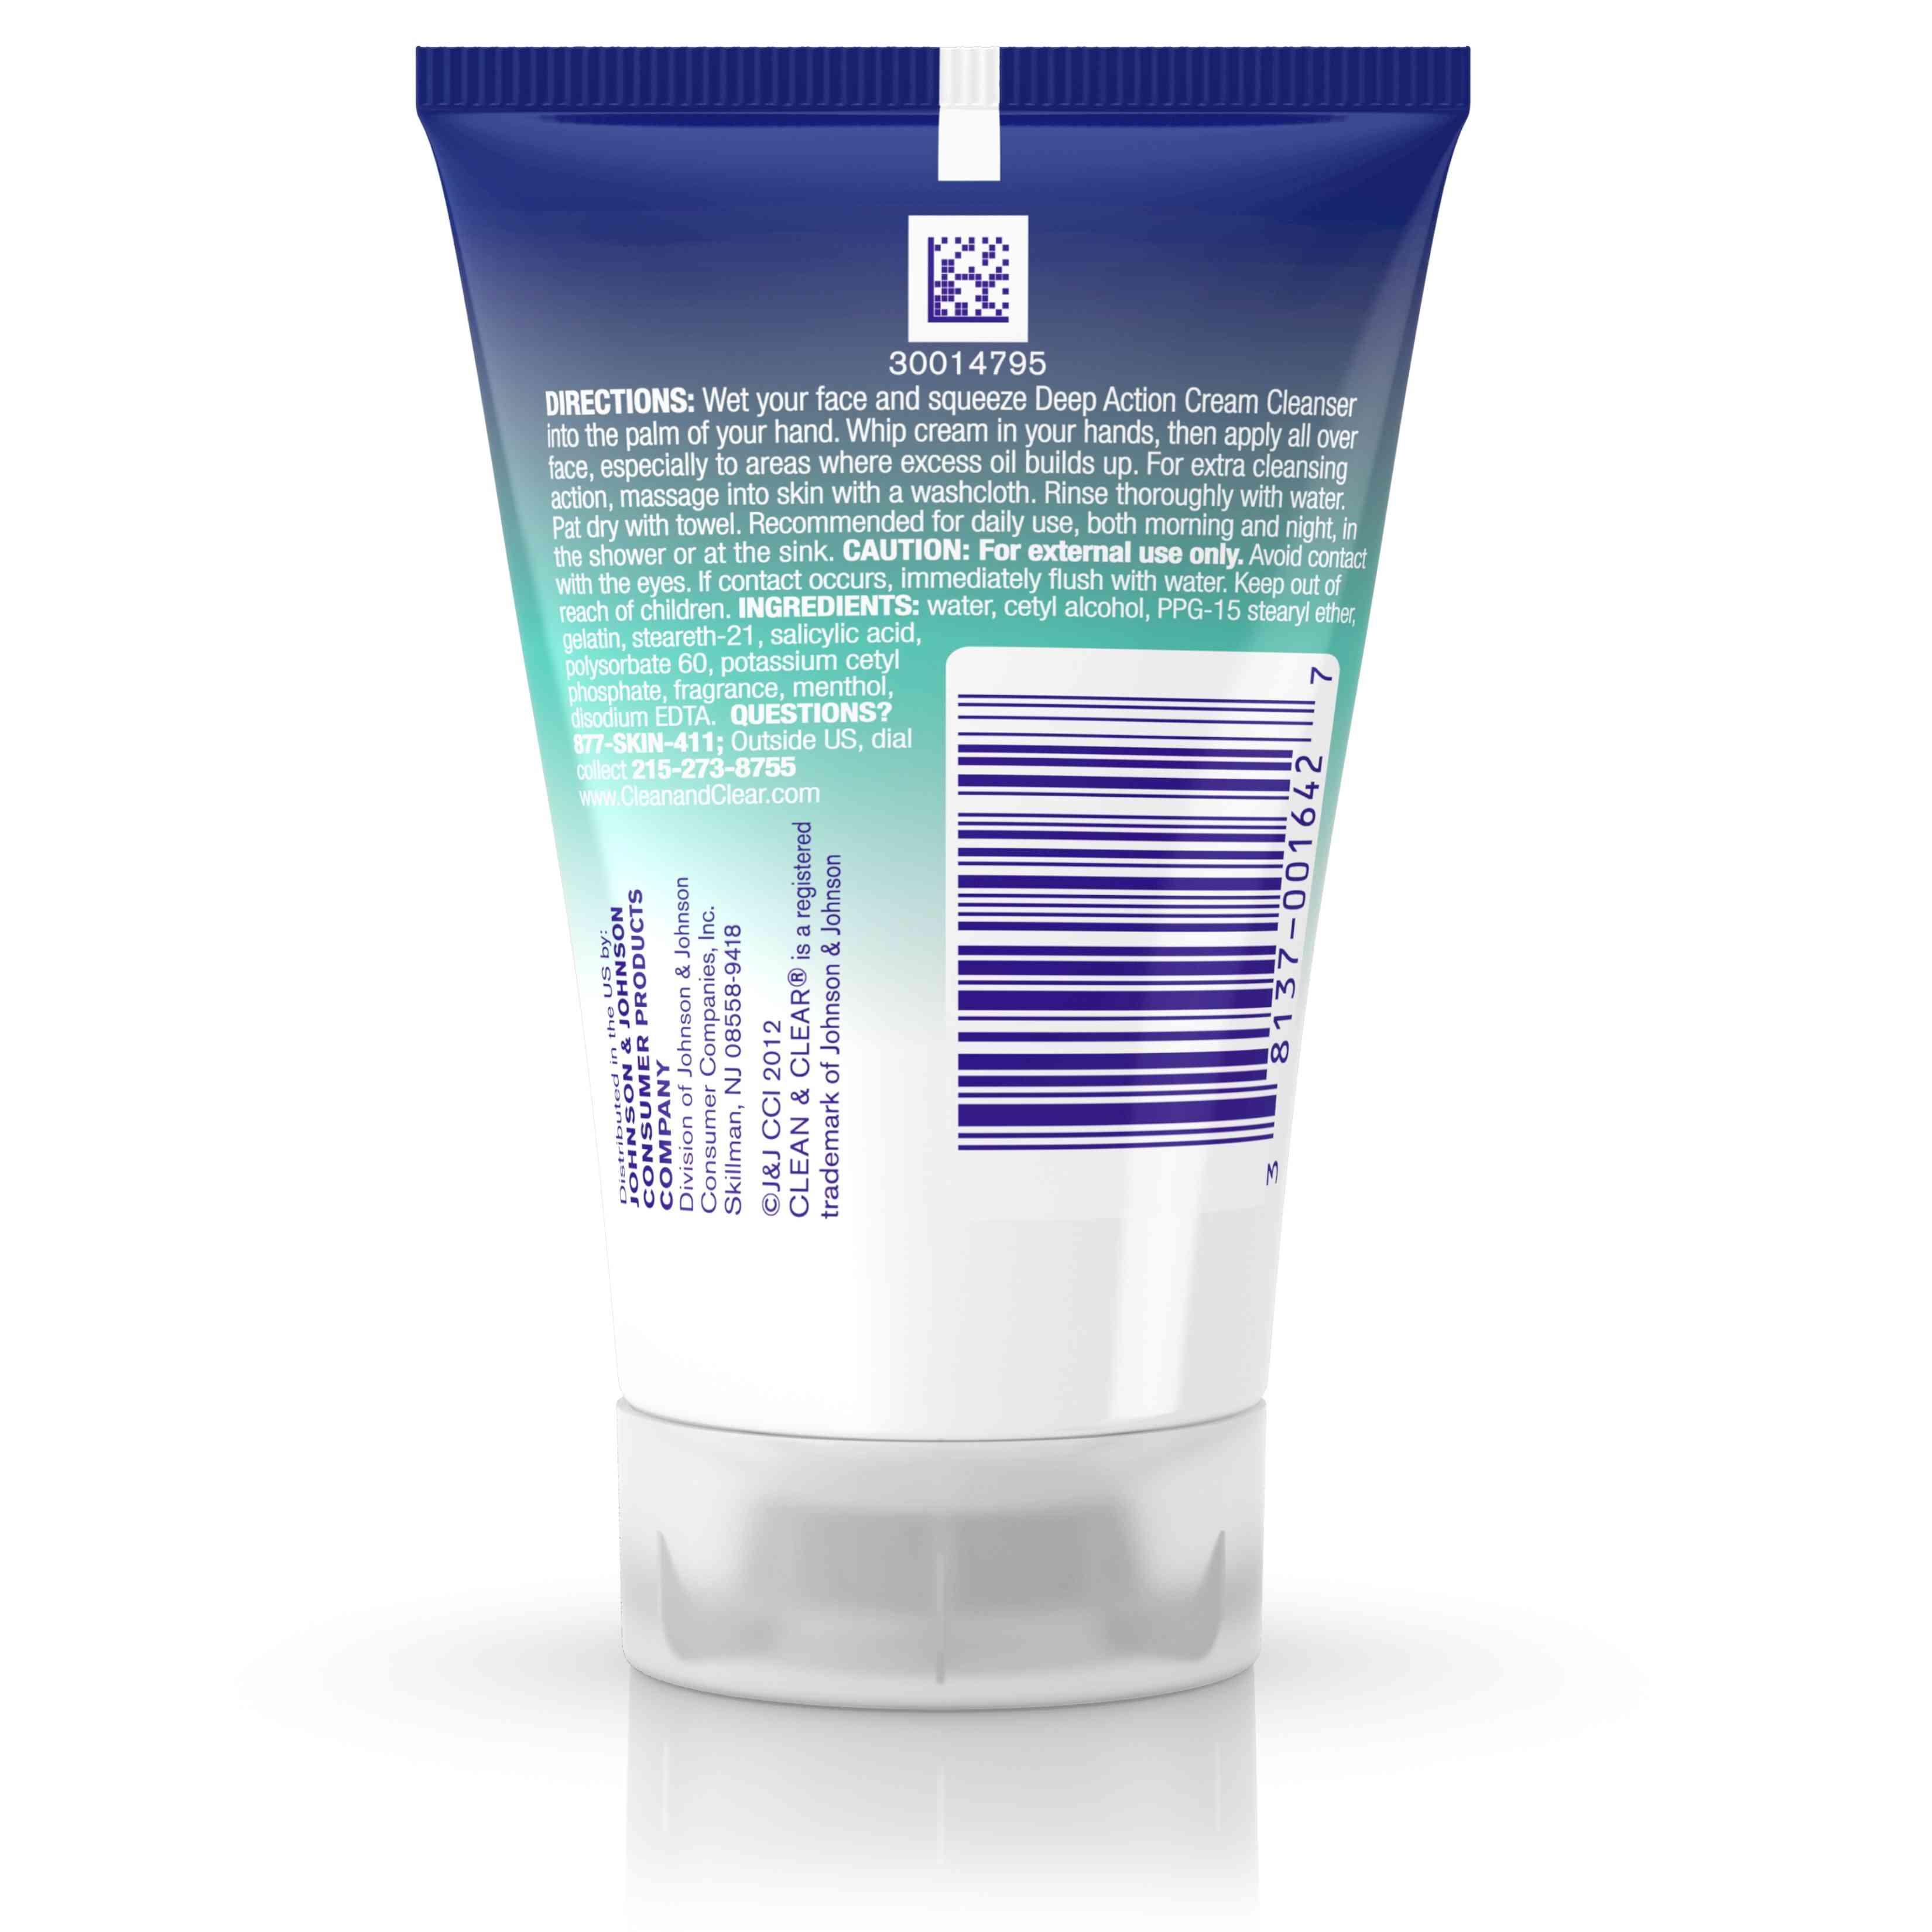 30014795
DIRECTIONS: Wet your face and squeeze Deep Action Cream Cleanser
into the palm of your hand. Whip cream in your hands, then apply all over
face, especially to areas where excess oil builds up. For extra cleansing
action, massage into skin with a washcloth. Rinse thoroughly with water.
Pat dry with towel. Recommended for daily use, both morning and night, in
the shower or at the sink. CAUTION: For external use only. Avoid contact
with the eyes. If contact occurs, immediately flush with water. Keep out of
reach of children. INGREDIENTS: water, cetyl alcohol, PPG-15 stearyl ether,
gelatin, steareth-21, salicylic acid,
polysorbate 60, potassium cetyl
phosphate, fragrance, menthol,
disodium EDTA. QUESTIONS?
877-SKIN-411; Outside US, dial
collect 215-273-8755
www.CleanandClear.com
Distributed in the US by:
JOHNSON & JOHNSON
CONSUMER PRODUCTS
COMPANY
Division of Johnson & Johnson
Consumer Companies, Inc.
Skillman, NJ 08558-9418
©J&J CCI 2012
CLEAN & CLEAR® is a registered
trademark of Johnson & Johnson
3 8137-001642 7